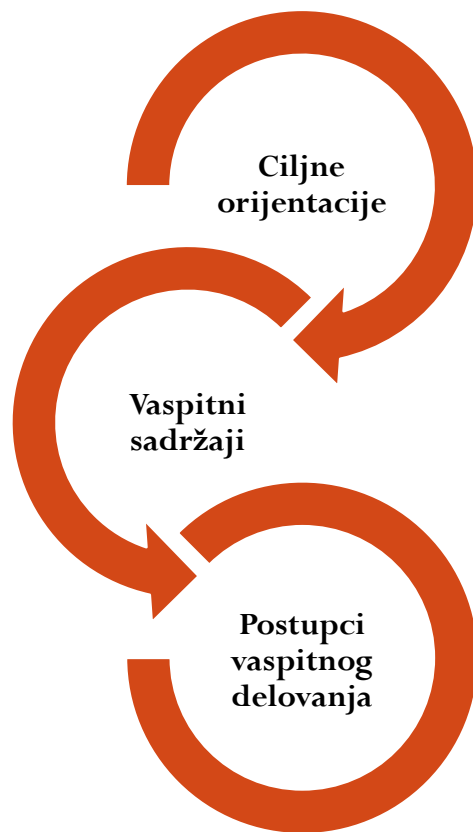 Ciljne
orijentacije
Vaspitni
sadržaji
Postupci
vaspitnog
delovanja